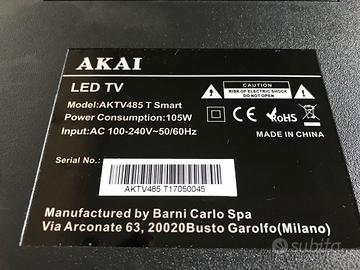 AKAI
LED TV
Model:AKTV485 T Smart
Power Consumption:105W
Input:AC 100-240V~50/60Hz
CAUTION
RISK OF ELECTRIC SHOCK
DO NOT OPEN
CE RoHS
MADE IN CHINA
Serial No.:
AKTV485 T17050045
Manufactured by Barni Carlo Spa
Via Arconate 63, 20020Busto Garolfo(Milano)
subito